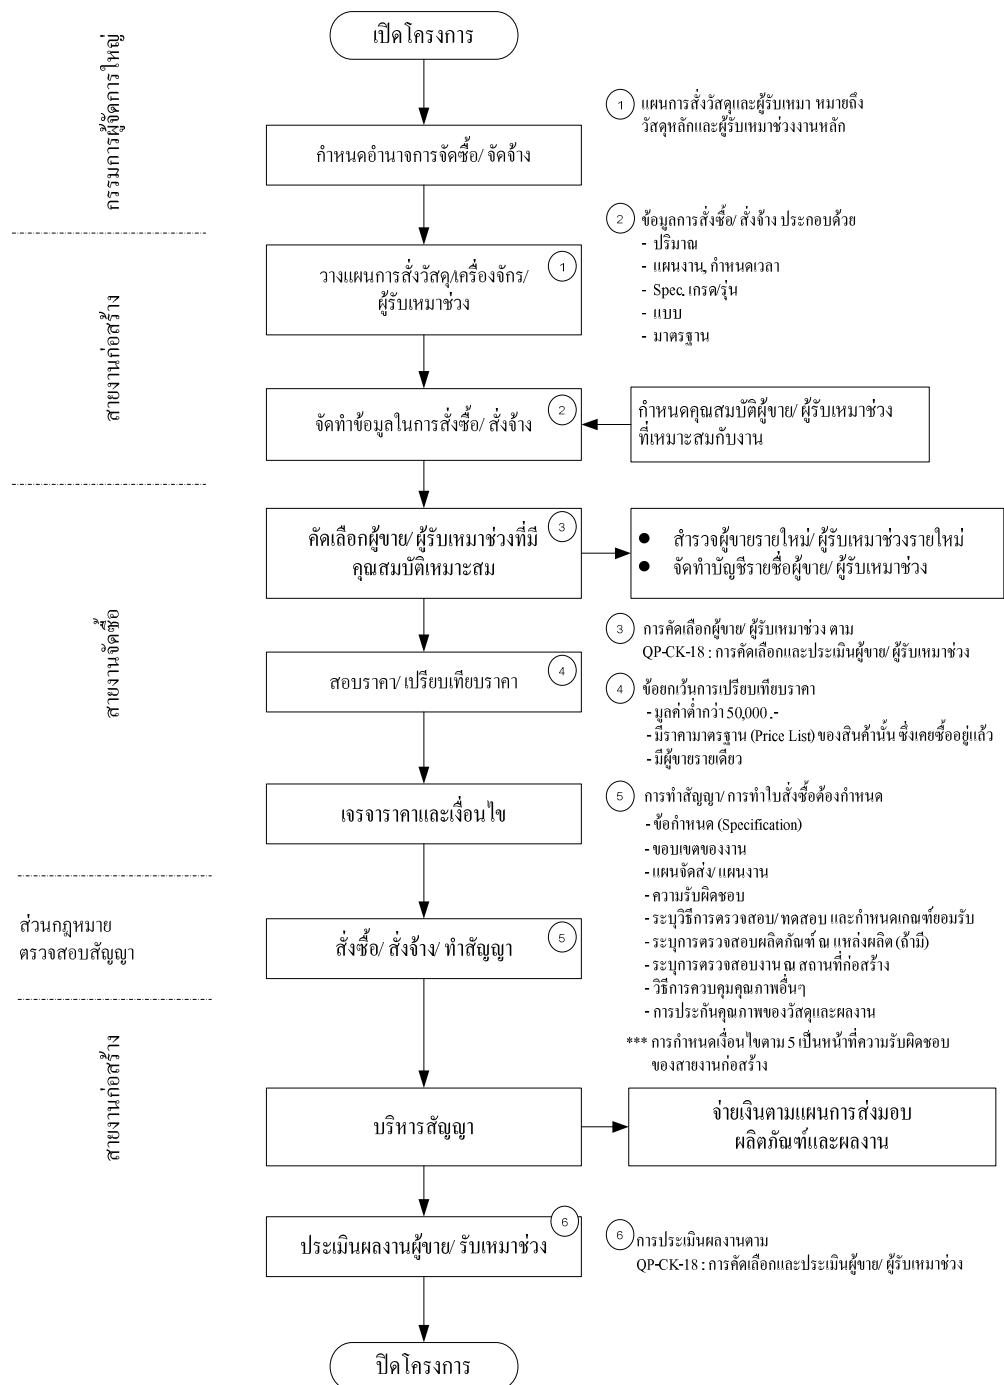 เปิดโครงการ
กรรมการผู้จัดการใหญ่
1
แผนการสั่งวัสดุและผู้รับเหมา หมายถึง
วัสดุหลักและผู้รับเหมาช่วงงานหลัก
กำหนดอำนาจการจัดซื้อ/ จัดจ้าง
2
ข้อมูลการสั่งซื้อ/ สั่งจ้าง ประกอบด้วย
- ปริมาณ
- แผนงาน, กำหนดเวลา
- Spec. เกรด/รุ่น
- แบบ
- มาตรฐาน
สายงานก่อสร้าง
วางแผนการสั่งวัสดุ/เครื่องจักร/
ผู้รับเหมาช่วง
1
จัดทำข้อมูลในการสั่งซื้อ/ สั่งจ้าง
2
กำหนดคุณสมบัติผู้ขาย/ ผู้รับเหมาช่วง
ที่เหมาะสมกับงาน
สายงานจัดซื้อ
คัดเลือกผู้ขาย/ ผู้รับเหมาช่วงที่มี
คุณสมบัติเหมาะสม
3
● สำรวจผู้ขายรายใหม่/ ผู้รับเหมาช่วงรายใหม่
● จัดทำบัญชีรายชื่อผู้ขาย/ ผู้รับเหมาช่วง
3
การคัดเลือกผู้ขาย/ ผู้รับเหมาช่วง ตาม
QP-CK-18 : การคัดเลือกและประเมินผู้ขาย/ ผู้รับเหมาช่วง
สอบราคา/ เปรียบเทียบราคา
4
4
ข้อยกเว้นการเปรียบเทียบราคา
- มูลค่าต่ำกว่า 50,000.-
- มีราคามาตรฐาน (Price List) ของสินค้านั้น ซึ่งเคยซื้ออยู่แล้ว
- มีผู้ขายรายเดียว
เจรจาราคาและเงื่อนไข
5
การทำสัญญา/ การทำใบสั่งซื้อต้องกำหนด
- ข้อกำหนด (Specification)
- ขอบเขตของงาน
- แผนจัดส่ง/ แผนงาน
- ความรับผิดชอบ
- ระบุวิธีการตรวจสอบ/ ทดสอบ และกำหนดเกณฑ์ยอมรับ
- ระบุการตรวจสอบผลิตภัณฑ์ ณ แหล่งผลิต (ถ้ามี)
- ระบุการตรวจสอบงาน ณ สถานที่ก่อสร้าง
- วิธีการควบคุมคุณภาพอื่นๆ
- การประกันคุณภาพของวัสดุและผลงาน
*** การกำหนดเงื่อนไขตาม 5 เป็นหน้าที่ความรับผิดชอบ
ของสายงานก่อสร้าง
ส่วนกฎหมาย
ตรวจสอบสัญญา
สั่งซื้อ/ สั่งจ้าง/ ทำสัญญา
5
สายงานก่อสร้าง
บริหารสัญญา
จ่ายเงินตามแผนการส่งมอบ
ผลิตภัณฑ์และผลงาน
ประเมินผลงานผู้ขาย/ รับเหมาช่วง
6
6
การประเมินผลงานตาม
QP-CK-18 : การคัดเลือกและประเมินผู้ขาย/ ผู้รับเหมาช่วง
ปิดโครงการ